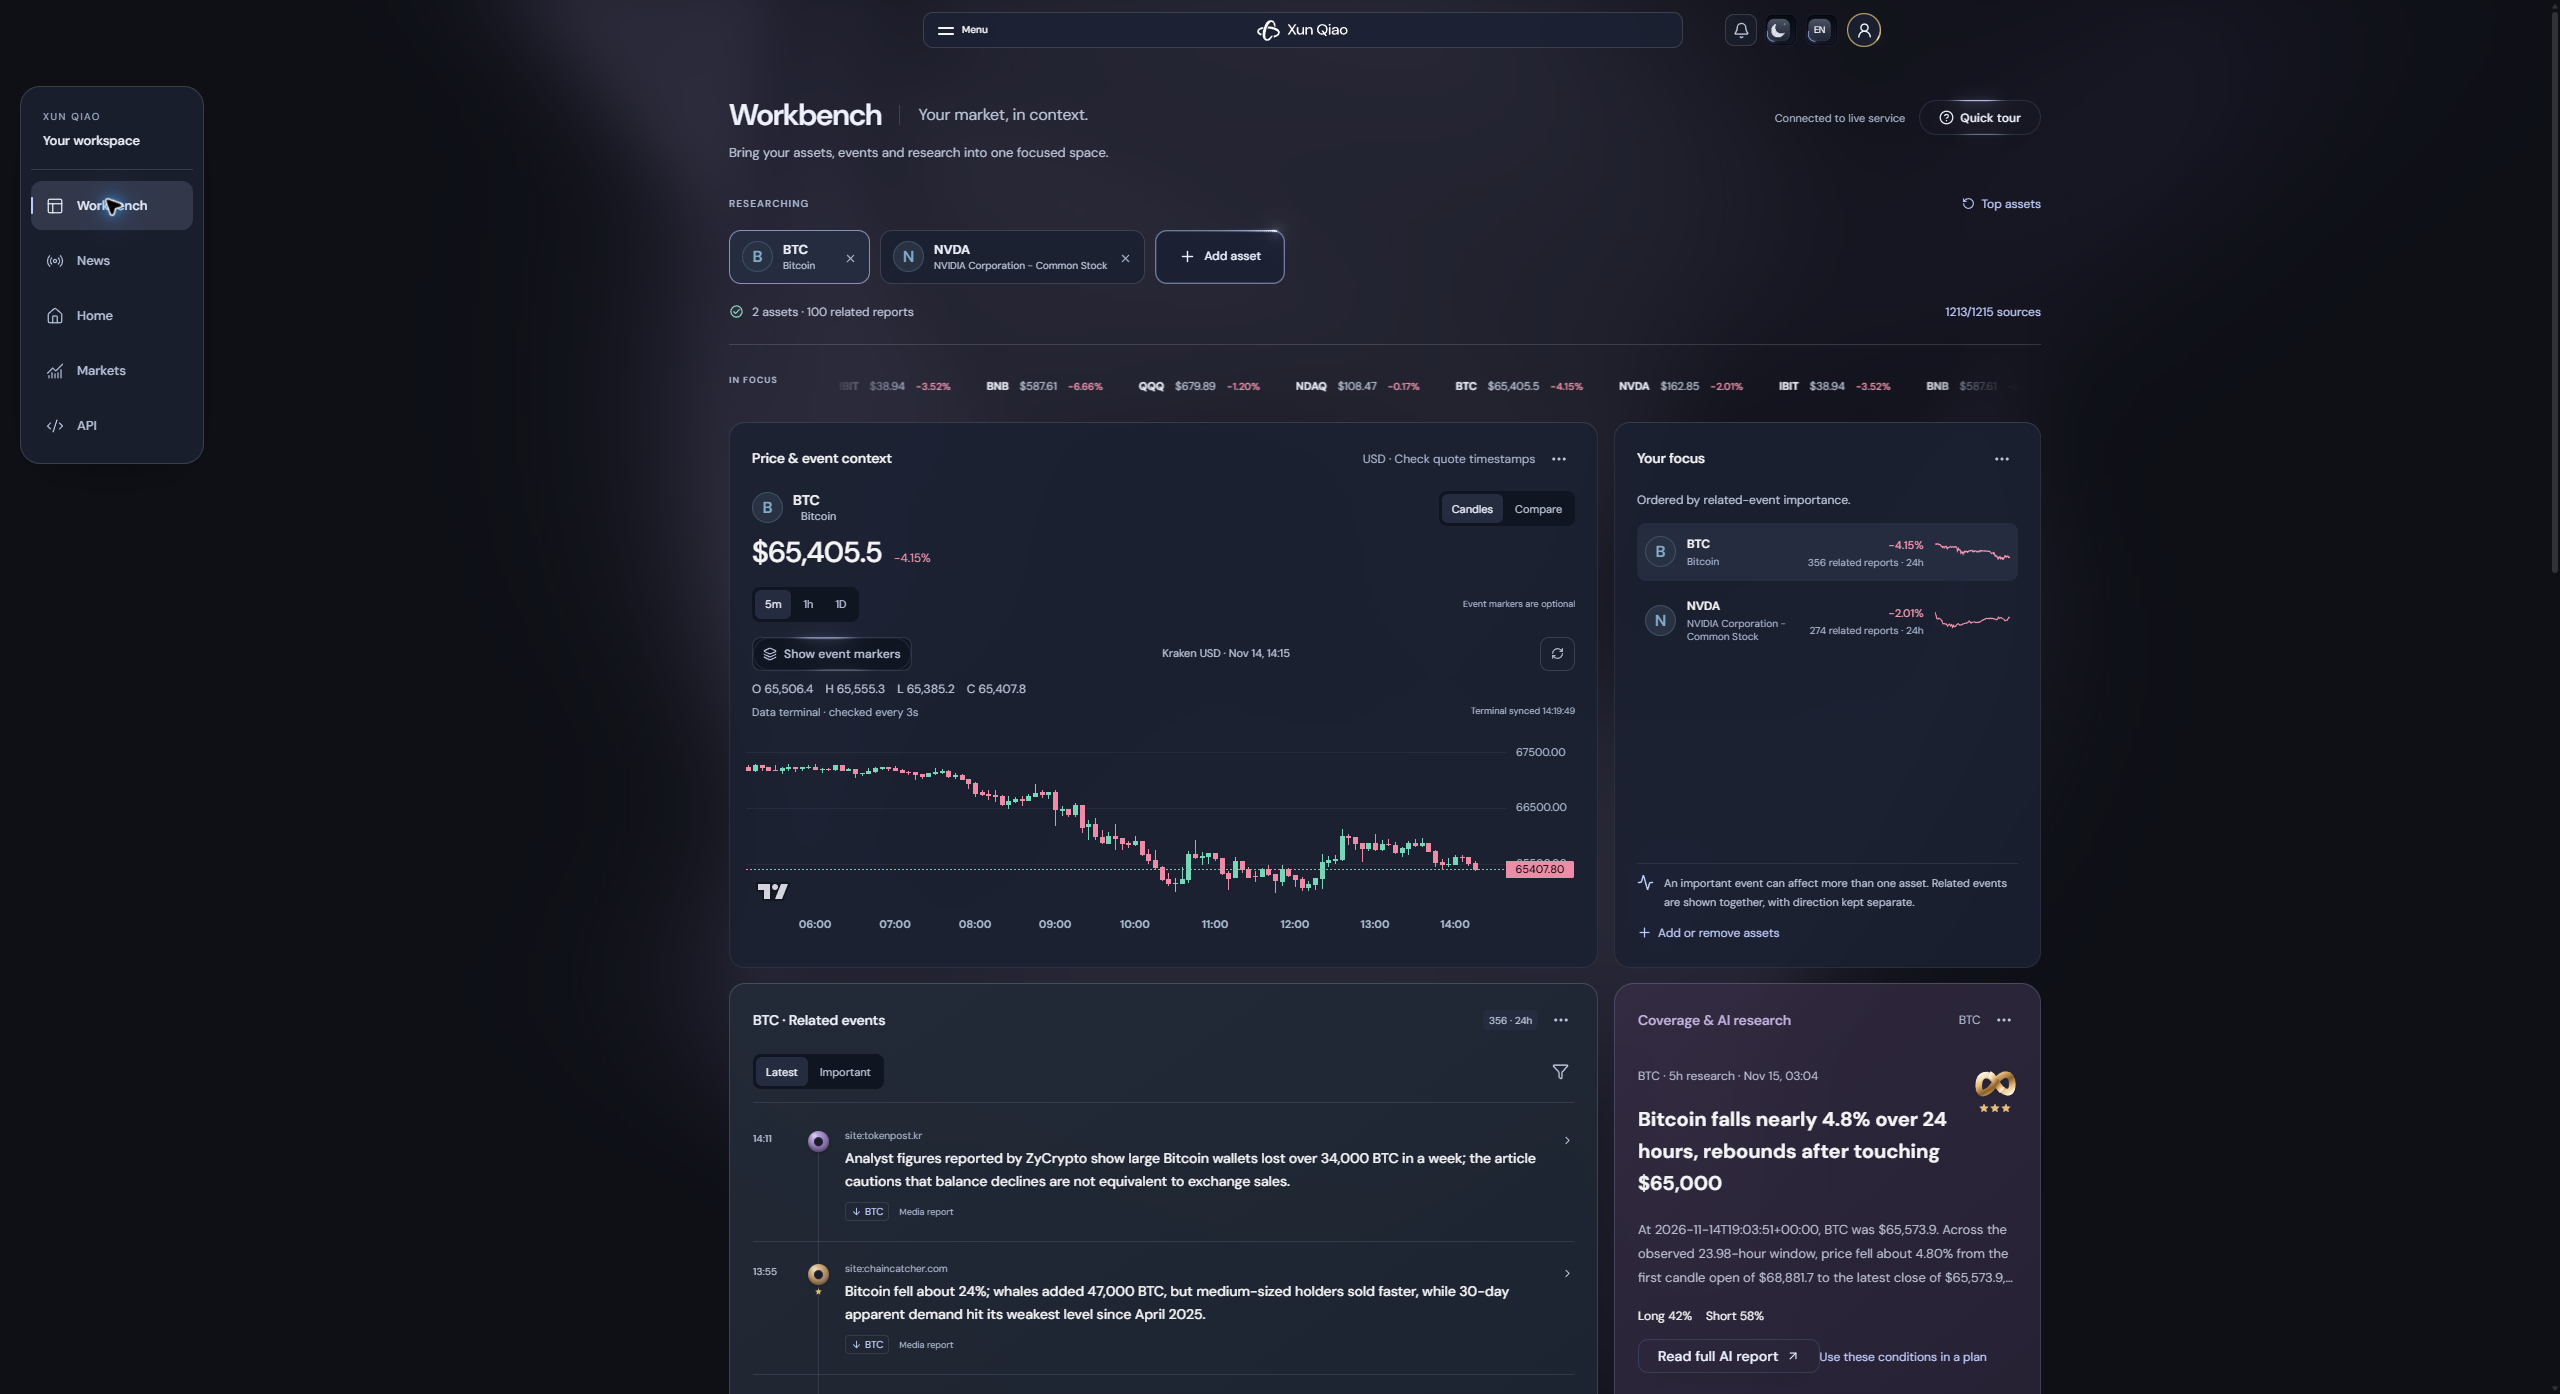 Menu
Xun Qiao
EN
XUN QIAO
Your workspace
Workbench
News
Home
Markets
API
Workbench
Your market, in context.
Connected to live service
Quick tour
Bring your assets, events and research into one focused space.
RESEARCHING
Top assets
B
BTC
Bitcoin
N
NVDA
NVIDIA Corporation - Common Stock
Add asset
2 assets · 100 related reports
1213/1215 sources
IN FOCUS
IBIT $38.94 -3.52% BNB $587.61 -6.66% QQQ $679.89 -1.20% NDAQ $108.47 -0.17% BTC $65,405.5 -4.15% NVDA $162.85 -2.01% IBIT $38.94 -3.52% BNB $587.61
Price & event context
USD · Check quote timestamps
B
BTC
Bitcoin
Candles Compare
$65,405.5 -4.15%
5m 1h 1D
Event markers are optional
Show event markers
Kraken USD · Nov 14, 14:15
O 65,506.4 H 65,555.3 L 65,385.2 C 65,407.8
Data terminal · checked every 3s
Terminal synced 14:19:49
67500.00
66500.00
65407.80
06:00 07:00 08:00 09:00 10:00 11:00 12:00 13:00 14:00
Your focus
Ordered by related-event importance.
B
BTC
Bitcoin
-4.15%
356 related reports · 24h
N
NVDA
NVIDIA Corporation -
Common Stock
-2.01%
274 related reports · 24h
An important event can affect more than one asset. Related events
are shown together, with direction kept separate.
Add or remove assets
BTC · Related events
356 · 24h
Latest Important
14:11
site:tokenpost.kr
Analyst figures reported by ZyCrypto show large Bitcoin wallets lost over 34,000 BTC in a week; the article
cautions that balance declines are not equivalent to exchange sales.
↓ BTC Media report
13:55
site:chaincatcher.com
Bitcoin fell about 24%; whales added 47,000 BTC, but medium-sized holders sold faster, while 30-day
apparent demand hit its weakest level since April 2025.
↓ BTC Media report
Coverage & AI research
BTC
BTC · 5h research · Nov 15, 03:04
Bitcoin falls nearly 4.8% over 24
hours, rebounds after touching
$65,000
At 2026-11-14T19:03:51+00:00, BTC was $65,573.9. Across the
observed 23.98-hour window, price fell about 4.80% from the
first candle open of $68,881.7 to the latest close of $65,573.9,…
Long 42% Short 58%
Read full AI report
Use these conditions in a plan